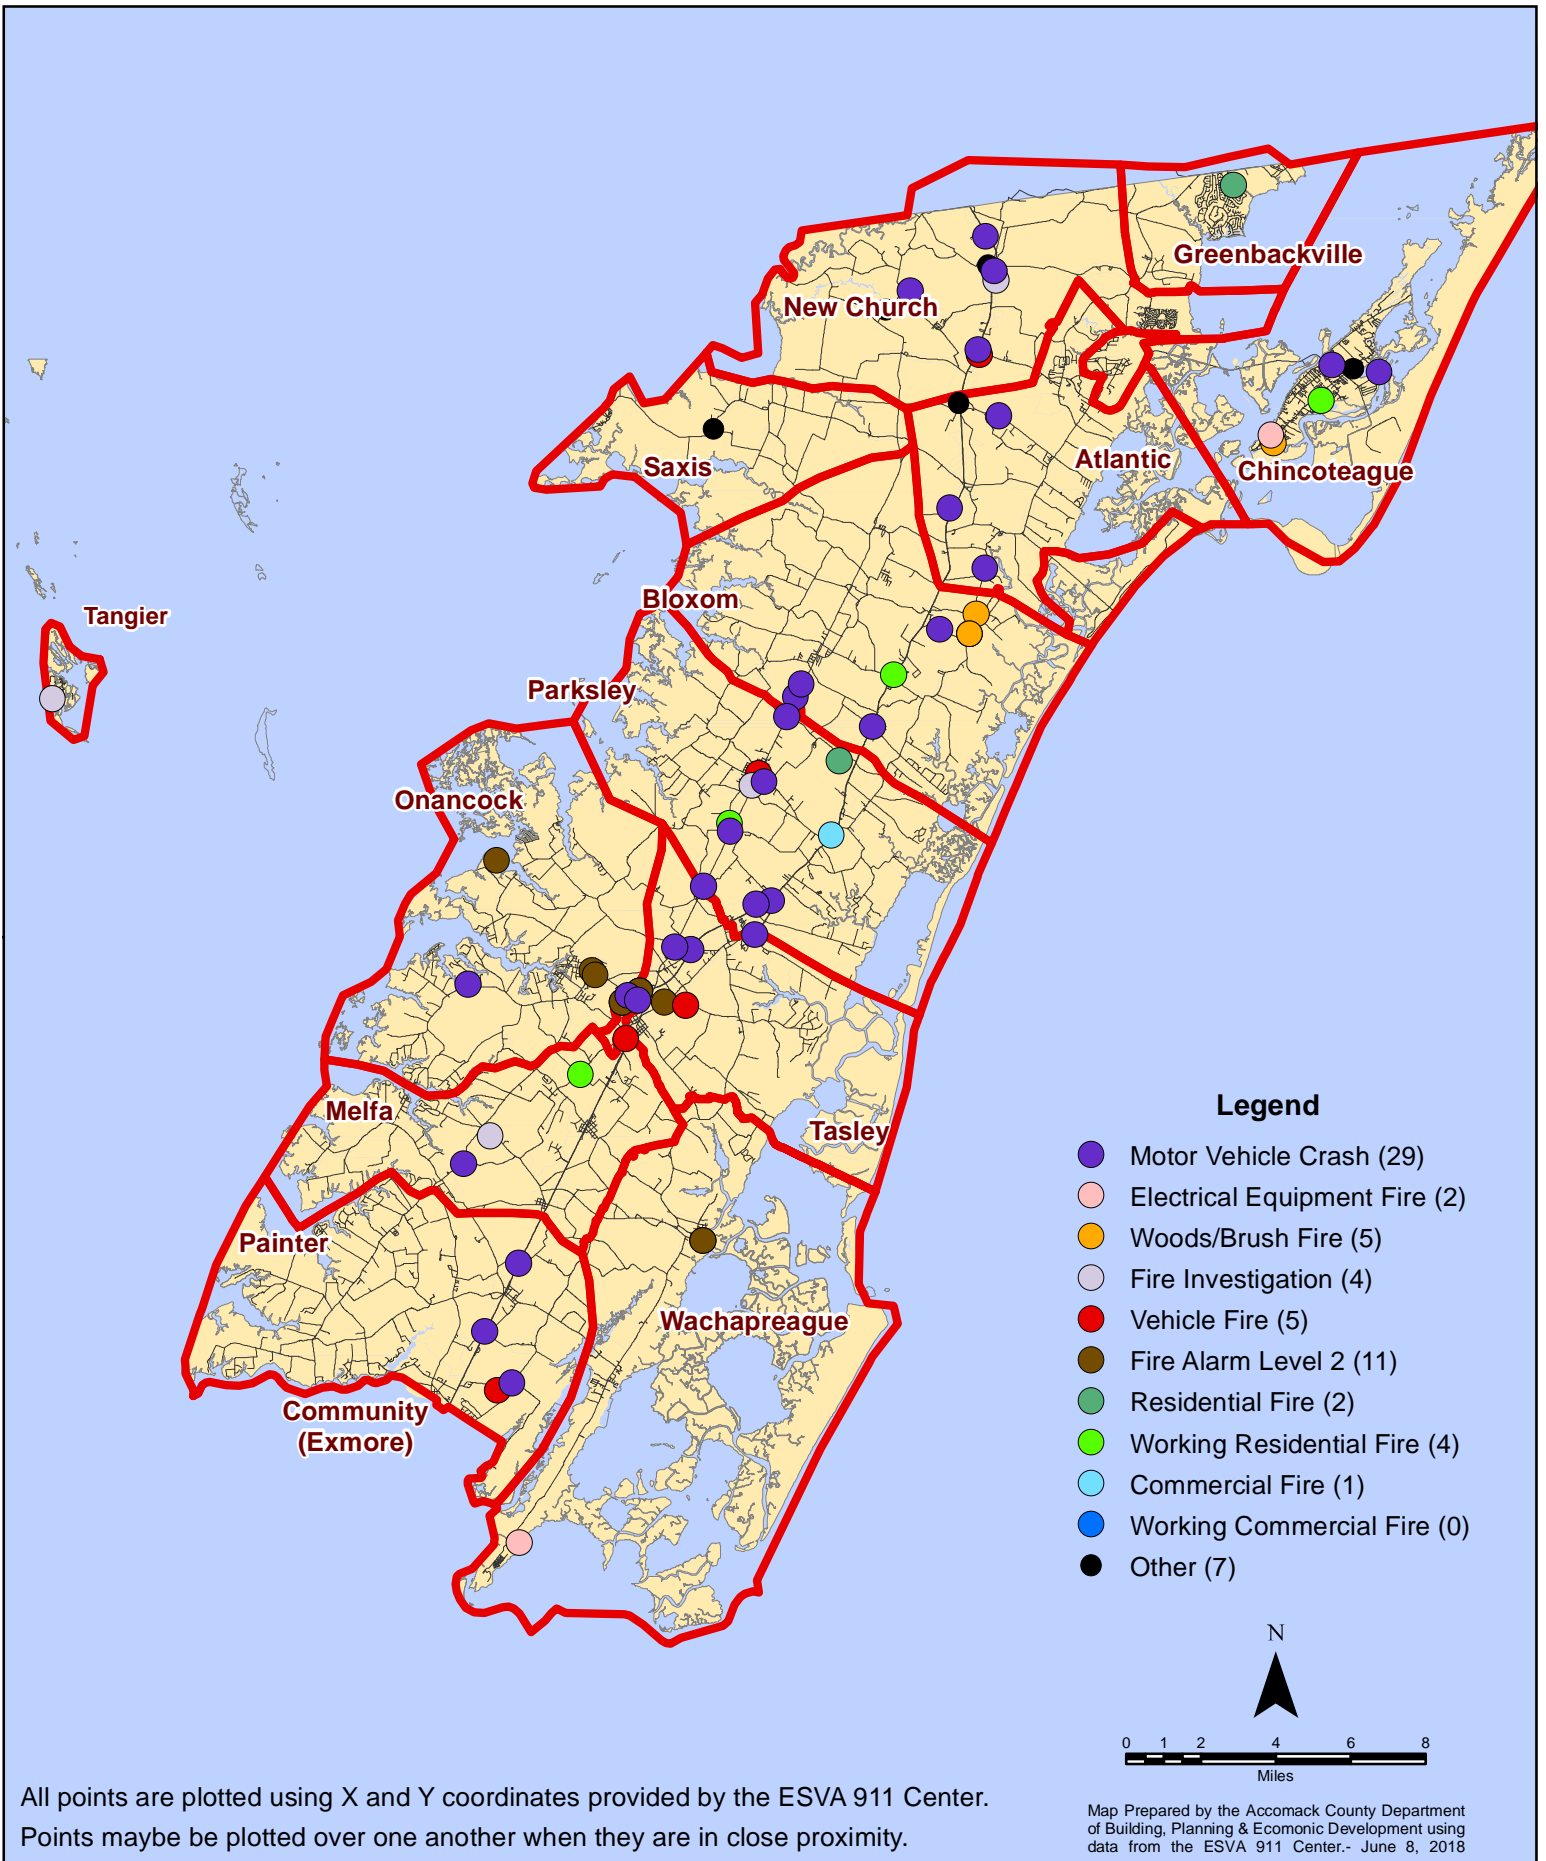 Greenbackville
New Church
Atlantic
Saxis
Chincoteague
Bloxom
Tangier
Parksley
Onancock
Melfa
Tasley
Painter
Wachapreague
Community
(Exmore)
Legend
Motor Vehicle Crash (29)
Electrical Equipment Fire (2)
Woods/Brush Fire (5)
Fire Investigation (4)
Vehicle Fire (5)
Fire Alarm Level 2 (11)
Residential Fire (2)
Working Residential Fire (4)
Commercial Fire (1)
Working Commercial Fire (0)
Other (7)
N
0 1 2 4 6 8
Miles
All points are plotted using X and Y coordinates provided by the ESVA 911 Center.
Points maybe be plotted over one another when they are in close proximity.
Map Prepared by the Accomack County Department
of Building, Planning & Ecomonic Development using
data from the ESVA 911 Center.- June 8, 2018